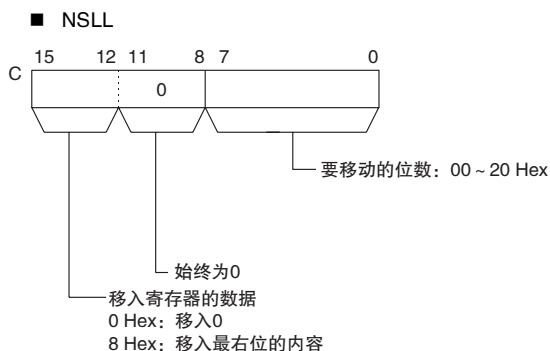 ■ NSLL
15 12 11 8 7 0
C
0
要移动的位数：00～20 Hex
始终为0
移入寄存器的数据
0 Hex：移入0
8 Hex：移入最右位的内容